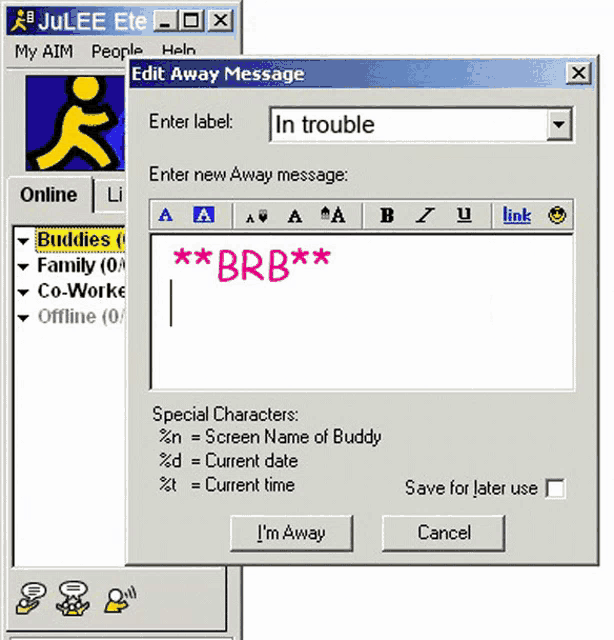 JuLEE Ete
My AIM People Help
Edit Away Message
Enter label: In trouble
Enter new Away message:
Online
A A A A A B I U link
Buddies (
Family (0/
Co-Worke
Offline (0/
**BRB**
Special Characters:
%n = Screen Name of Buddy
%d = Current date
%t = Current time
Save for later use
I'm Away Cancel